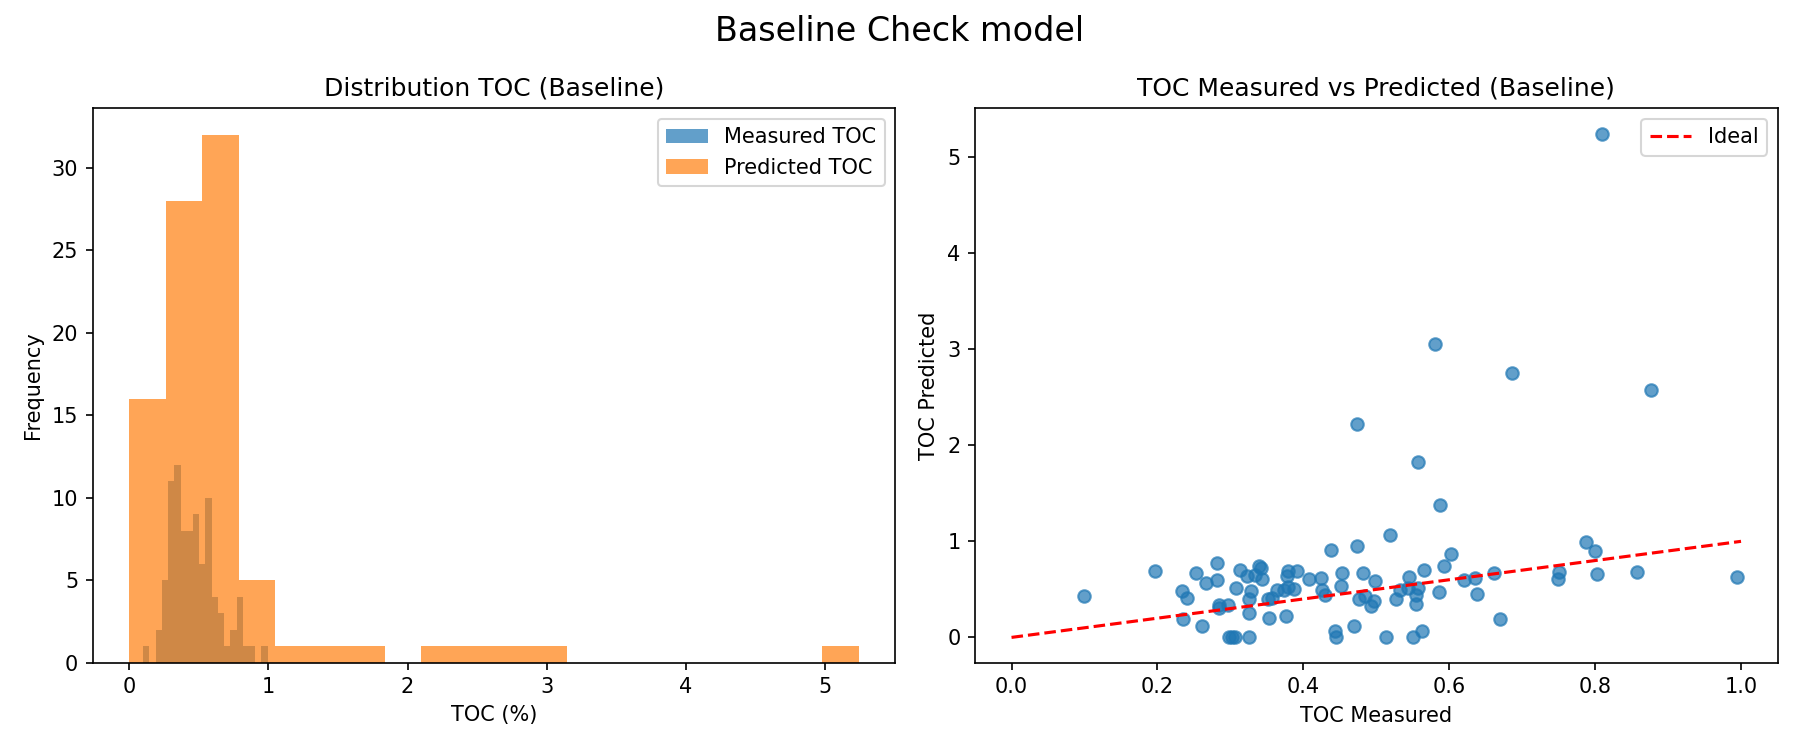 Baseline Check model
Distribution TOC (Baseline)
Measured TOC
Predicted TOC
Frequency
30
25
20
15
10
5
0
0 1 2 3 4 5
TOC (%)
TOC Measured vs Predicted (Baseline)
Ideal
TOC Predicted
5
4
3
2
1
0
0.0 0.2 0.4 0.6 0.8 1.0
TOC Measured